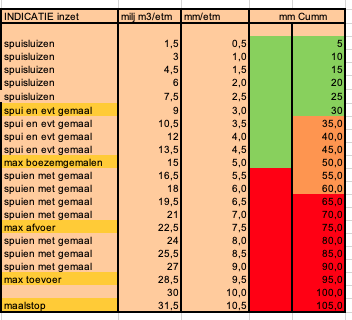 INDICATIE inzet milj m3/etm mm/etm mm Cumm
spuisluizen 1,5 0,5 5
spuisluizen 3 1,0 10
spuisluizen 4,5 1,5 15
spuisluizen 6 2,0 20
spuisluizen 7,5 2,5 25
spui en evt gemaal 9 3,0 30
spui en evt gemaal 10,5 3,5 35,0
spui en evt gemaal 12 4,0 40,0
spui en evt gemaal 13,5 4,5 45,0
max boezemgemalen 15 5,0 50,0
spuien met gemaal 16,5 5,5 55,0
spuien met gemaal 18 6,0 60,0
spuien met gemaal 19,5 6,5 65,0
spuien met gemaal 21 7,0 70,0
max afvoer 22,5 7,5 75,0
spuien met gemaal 24 8,0 80,0
spuien met gemaal 25,5 8,5 85,0
spuien met gemaal 27 9,0 90,0
max toevoer 28,5 9,5 95,0
30 10,0 100,0
maalstop 31,5 10,5 105,0